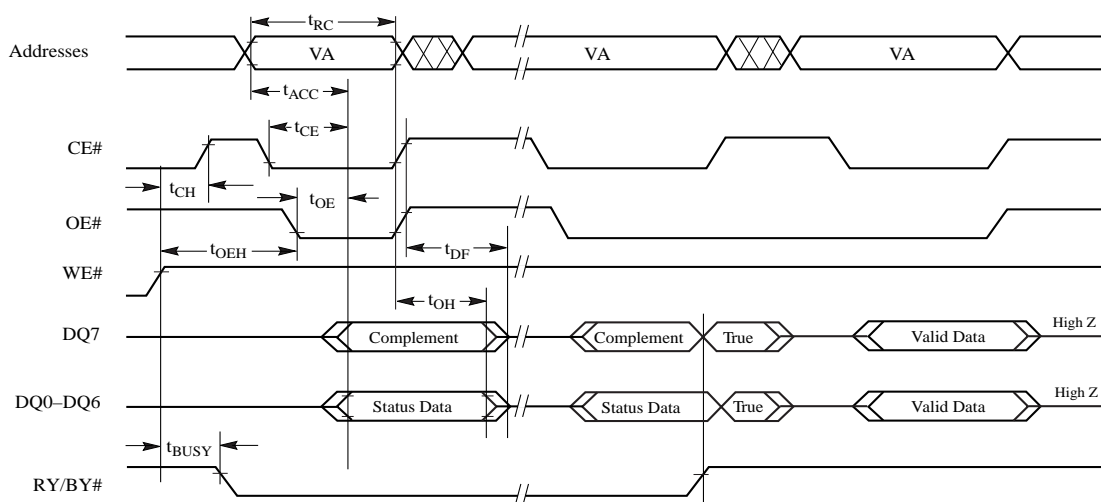 tRC
Addresses VA VA VA
tACC
tCE
CE#
tCH tOE
OE#
tOEH tDF
WE#
tOH
DQ7 Complement Complement True Valid Data High Z
DQ0–DQ6 Status Data Status Data True Valid Data High Z
tBUSY
RY/BY#